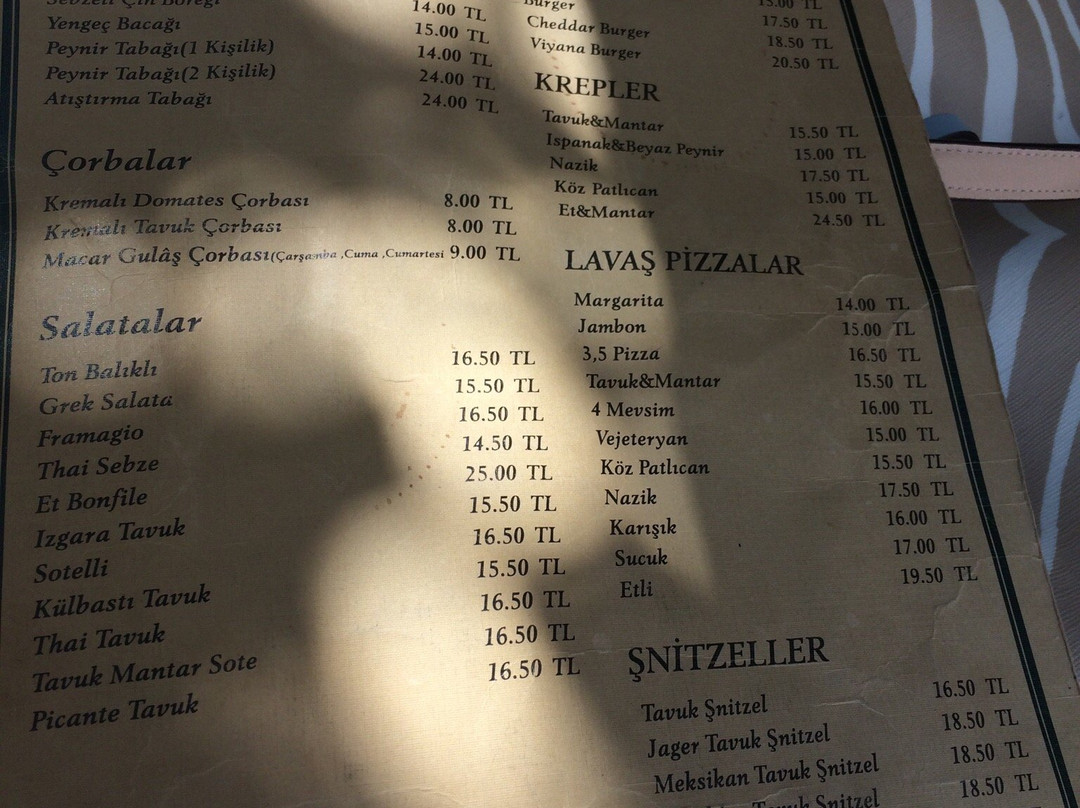 Sebzeli Çin Böreği 14.00 TL
Yengeç Bacağı 15.00 TL
Peynir Tabağı(1 Kişilik) 14.00 TL
Peynir Tabağı(2 Kişilik) 24.00 TL
Atıştırma Tabağı 24.00 TL
Çorbalar
Kremalı Domates Çorbası 8.00 TL
Kremalı Tavuk Çorbası 8.00 TL
Macar Gulâş Çorbası(Çarşamba ,Cuma ,Cumartesi 9.00 TL
Salatalar
Ton Balıklı 16.50 TL
Grek Salata 15.50 TL
Framagio 16.50 TL
Thai Sebze 14.50 TL
Et Bonfile 25.00 TL
Izgara Tavuk 15.50 TL
Sotelli 16.50 TL
Külbastı Tavuk 15.50 TL
Thai Tavuk 16.50 TL
Tavuk Mantar Sote 16.50 TL
Picante Tavuk 16.50 TL
TL
Burger 17.50 TL
Cheddar Burger 18.50 TL
Viyana Burger 20.50 TL
KREPLER
Tavuk&Mantar 15.50 TL
Ispanak&Beyaz Peynir 15.00 TL
Nazik 17.50 TL
Köz Patlıcan 15.00 TL
Et&Mantar 24.50 TL
LAVAŞ PİZZALAR
Margarita 14.00 TL
Jambon 15.00 TL
3,5 Pizza 16.50 TL
Tavuk&Mantar 15.50 TL
4 Mevsim 16.00 TL
Vejeteryan 15.00 TL
Köz Patlıcan 15.50 TL
Nazik 17.50 TL
Karışık 16.00 TL
Sucuk 17.00 TL
Etli 19.50 TL
ŞNİTZELLER
Tavuk Şnitzel 16.50 TL
Jager Tavuk Şnitzel 18.50 TL
Meksikan Tavuk Şnitzel 18.50 TL
Tavuk Şnitzel 18.50 TL